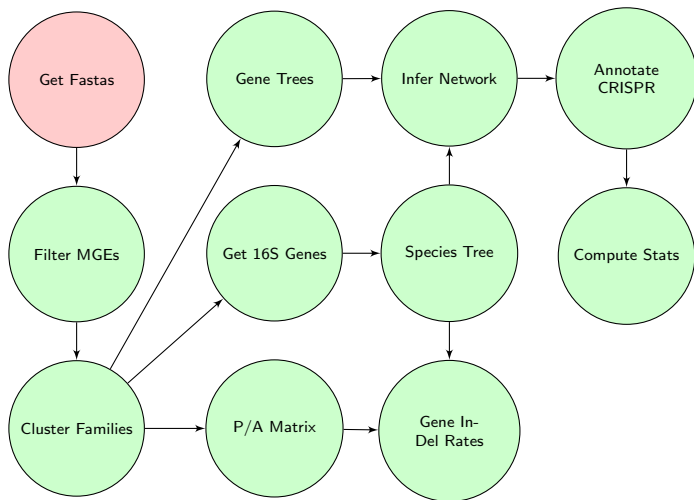 Get Fastas
Gene Trees
Infer Network
Annotate
CRISPR
Filter MGEs
Get 16S Genes
Species Tree
Compute Stats
Cluster Families
P/A Matrix
Gene In-
Del Rates